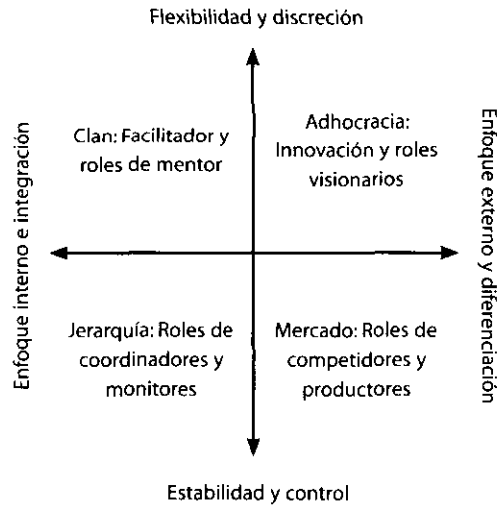 Flexibilidad y discreción
Clan: Facilitador y
roles de mentor
Adhocracia:
Innovación y roles
visionarios
Enfoque interno e integración
Enfoque externo y diferenciación
Jerarquía: Roles de
coordinadores y
monitores
Mercado: Roles de
competidores y
productores
Estabilidad y control